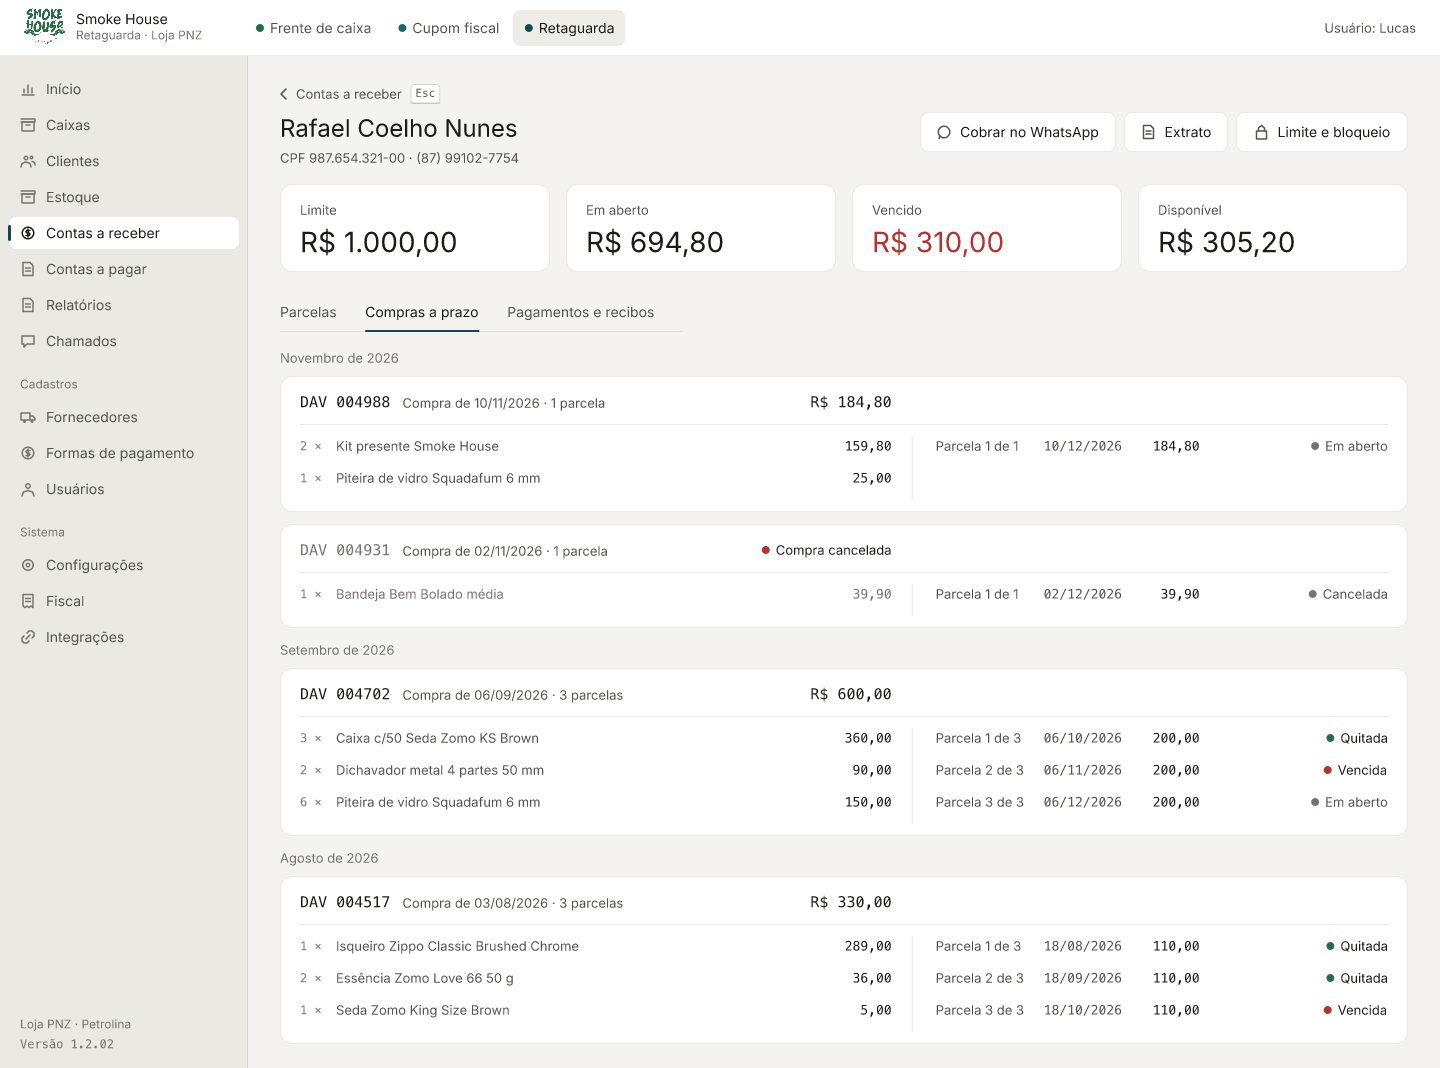 SMOKE HOUSE
Smoke House
Retaguarda · Loja PNZ
Frente de caixa
Cupom fiscal
Retaguarda
Usuário: Lucas
Início
Caixas
Clientes
Estoque
Contas a receber
Contas a pagar
Relatórios
Chamados
Cadastros
Fornecedores
Formas de pagamento
Usuários
Sistema
Configurações
Fiscal
Integrações
Loja PNZ · Petrolina
Versão 1.2.02
Contas a receber Esc
Rafael Coelho Nunes
CPF 987.654.321-00 · (87) 99102-7754
Cobrar no WhatsApp
Extrato
Limite e bloqueio
Limite
R$ 1.000,00
Em aberto
R$ 694,80
Vencido
R$ 310,00
Disponível
R$ 305,20
Parcelas
Compras a prazo
Pagamentos e recibos
Novembro de 2026
DAV 004988 Compra de 10/11/2026 · 1 parcela R$ 184,80
2 × Kit presente Smoke House 159,80 Parcela 1 de 1 10/12/2026 184,80 Em aberto
1 × Piteira de vidro Squadafum 6 mm 25,00
DAV 004931 Compra de 02/11/2026 · 1 parcela Compra cancelada
1 × Bandeja Bem Bolado média 39,90 Parcela 1 de 1 02/12/2026 39,90 Cancelada
Setembro de 2026
DAV 004702 Compra de 06/09/2026 · 3 parcelas R$ 600,00
3 × Caixa c/50 Seda Zomo KS Brown 360,00 Parcela 1 de 3 06/10/2026 200,00 Quitada
2 × Dichavador metal 4 partes 50 mm 90,00 Parcela 2 de 3 06/11/2026 200,00 Vencida
6 × Piteira de vidro Squadafum 6 mm 150,00 Parcela 3 de 3 06/12/2026 200,00 Em aberto
Agosto de 2026
DAV 004517 Compra de 03/08/2026 · 3 parcelas R$ 330,00
1 × Isqueiro Zippo Classic Brushed Chrome 289,00 Parcela 1 de 3 18/08/2026 110,00 Quitada
2 × Essência Zomo Love 66 50 g 36,00 Parcela 2 de 3 18/09/2026 110,00 Quitada
1 × Seda Zomo King Size Brown 5,00 Parcela 3 de 3 18/10/2026 110,00 Vencida